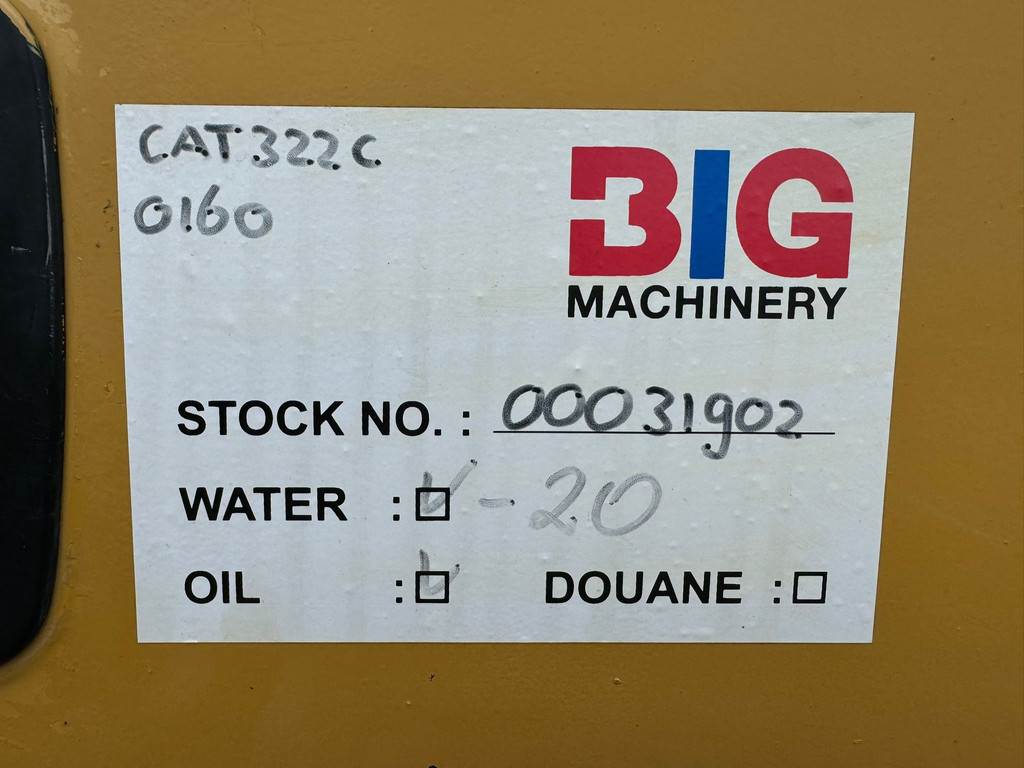 CAT 322C
0160
BIG
MACHINERY
STOCK NO. : 00031902
WATER : ☑ -20
OIL : ☑ DOUANE : ☐